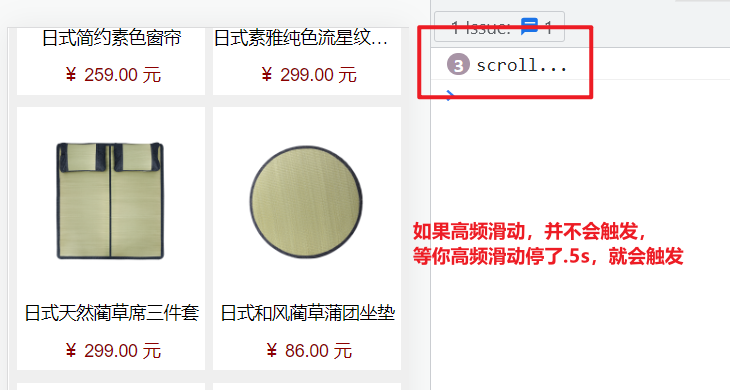 日式简约素色窗帘
日式素雅纯色流星纹…
¥ 259.00 元
¥ 299.00 元
日式天然蔺草席三件套
日式和风蔺草蒲团坐垫
¥ 299.00 元
¥ 86.00 元
1 Issue: 1
3 scroll...
如果高频滑动，并不会触发，
等你高频滑动停了.5s，就会触发